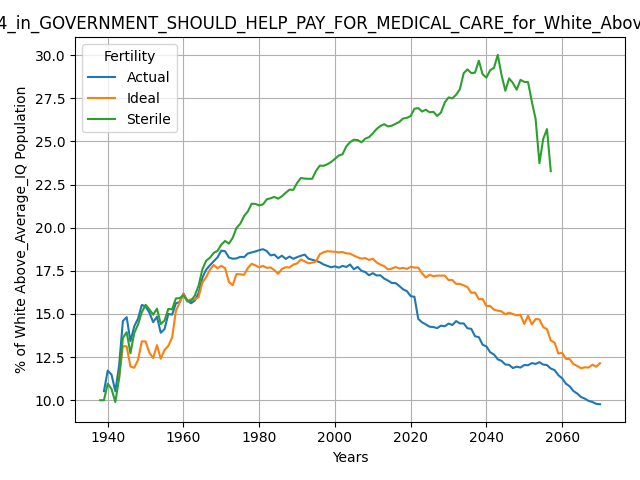 4_in_GOVERNMENT_SHOULD_HELP_PAY_FOR_MEDICAL_CARE_for_White_Abov
Fertility
Actual
Ideal
Sterile
% of White Above_Average_IQ Population
30.0
27.5
25.0
22.5
20.0
17.5
15.0
12.5
10.0
1940 1960 1980 2000 2020 2040 2060
Years